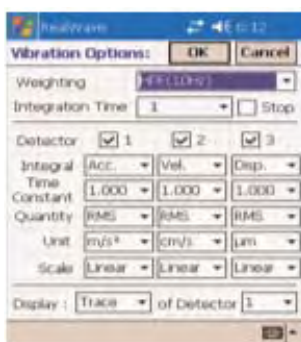 RealWave 6:12
Vibration Options: OK Cancel
Weighting HPF(10Hz)
Integration Time 1 Stop
Detector 1 2 3
Integral Acc. Vel. Disp.
Time Constant 1.000 1.000 1.000
Quantity RMS RMS RMS
Unit m/s² cm/s μm
Scale Linear Linear Linear
Display : Trace of Detector 1